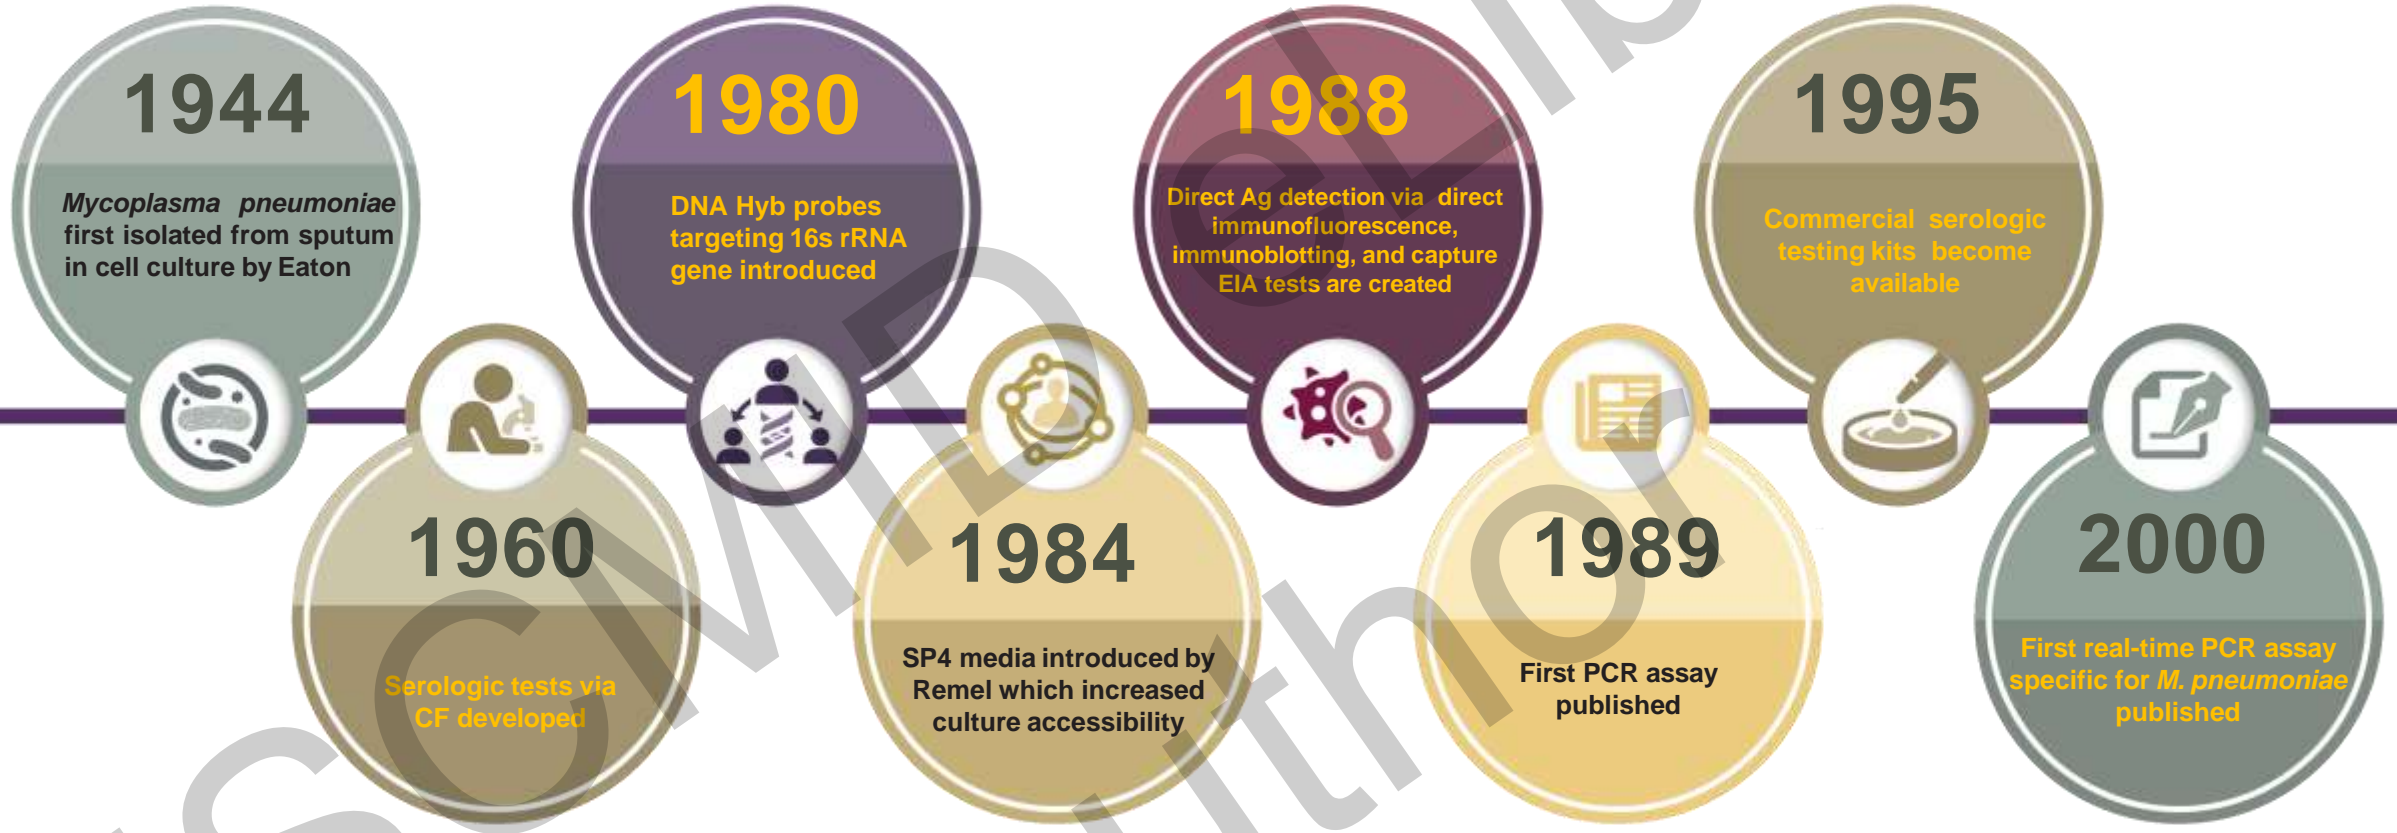 1944
Mycoplasma pneumoniae
first isolated from sputum
in cell culture by Eaton
1960
Serologic tests via
CF developed
1980
DNA Hyb probes
targeting 16s rRNA
gene introduced
1984
SP4 media introduced by
Remel which increased
culture accessibility
1988
Direct Ag detection via direct
immunofluorescence,
immunoblotting, and capture
EIA tests are created
1989
First PCR assay
published
1995
Commercial serologic
testing kits become
available
2000
First real-time PCR assay
specific for M. pneumoniae
published